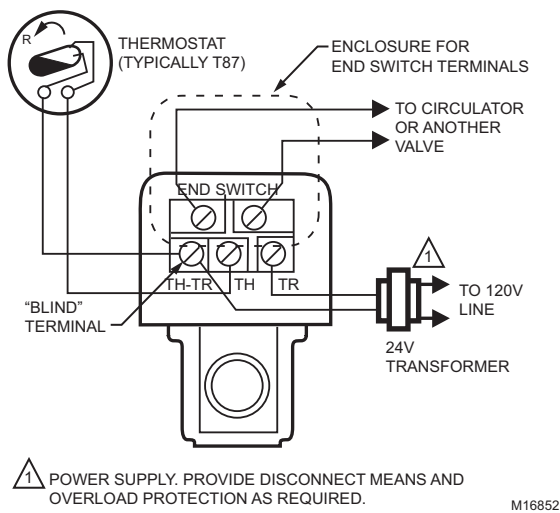 R
THERMOSTAT
(TYPICALLY T87)
ENCLOSURE FOR
END SWITCH TERMINALS
TO CIRCULATOR
OR ANOTHER
VALVE
END SWITCH
TH-TR
TH
TR
"BLIND"
TERMINAL
1
TO 120V
LINE
24V
TRANSFORMER
1 POWER SUPPLY. PROVIDE DISCONNECT MEANS AND
OVERLOAD PROTECTION AS REQUIRED.
M16852